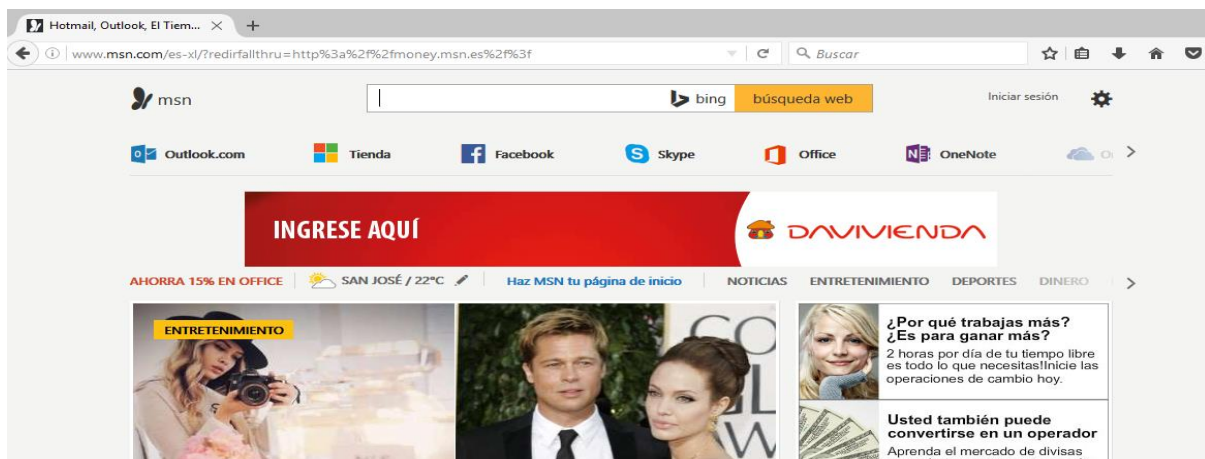 Hotmail, Outlook, El Tiem...
www.msn.com/es-xl/?redirfallthru=http%3a%2f%2fmoney.msn.es%2f%3f
Buscar
msn
bing
búsqueda web
Iniciar sesión
Outlook.com
Tienda
Facebook
Skype
Office
OneNote
INGRESE AQUÍ
DAVIVIENDA
AHORRA 15% EN OFFICE
SAN JOSÉ / 22°C
Haz MSN tu página de inicio
NOTICIAS
ENTRETENIMIENTO
DEPORTES
DINERO
ENTRETENIMIENTO
¿Por qué trabajas más?
¿Es para ganar más?
2 horas por día de tu tiempo libre
es todo lo que necesitas!Inicie las
operaciones de cambio hoy.
Usted también puede
convertirse en un operador
Aprenda el mercado de divisas